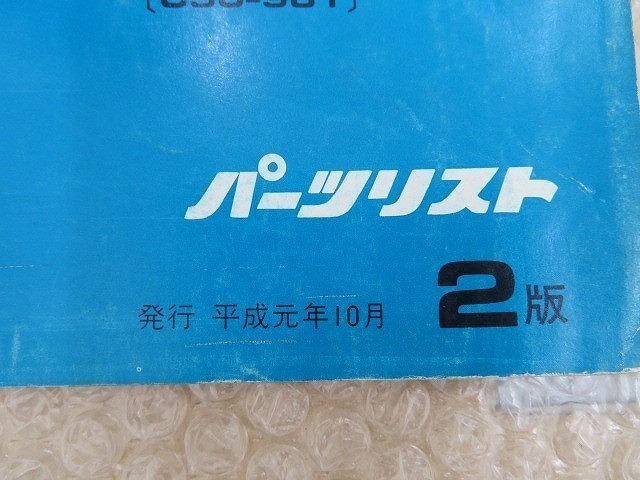 パーツリスト
発行 平成元年10月 2版